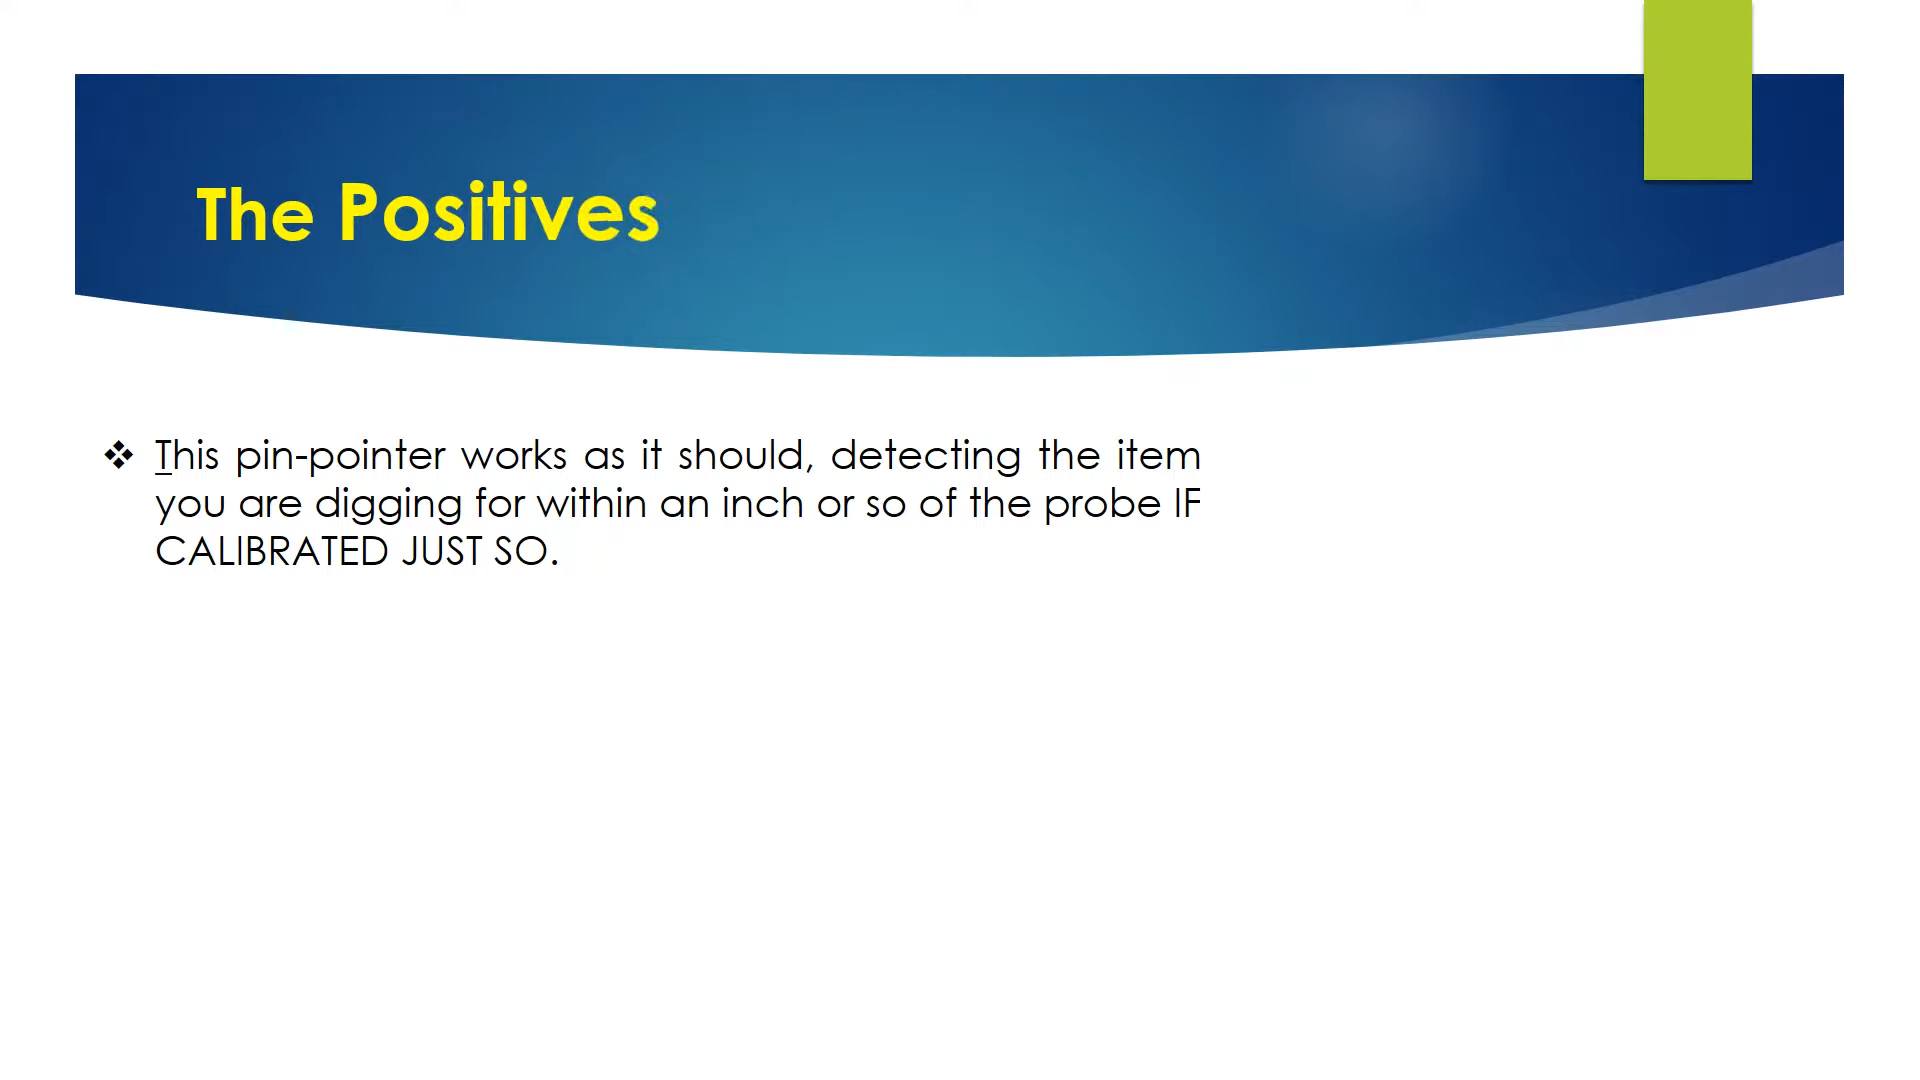 The Positives
❖ This pin-pointer works as it should, detecting the item
you are digging for within an inch or so of the probe IF
CALIBRATED JUST SO.